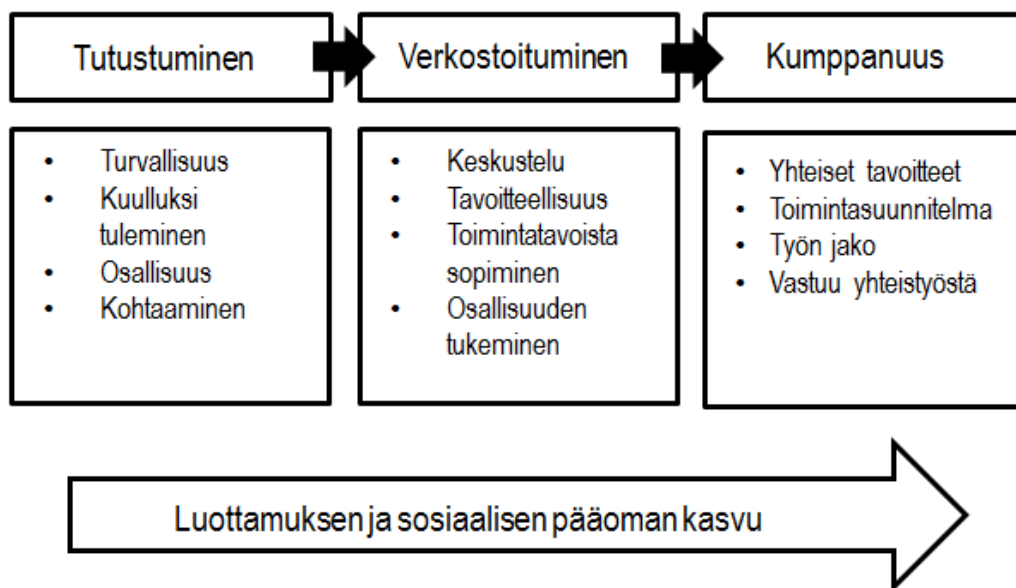 Tutustuminen
Verkostoituminen
Kumppanuus
• Turvallisuus
• Kuulluksi
tuleminen
• Osallisuus
• Kohtaaminen
• Keskustelu
• Tavoitteellisuus
• Toimintatavoista
sopiminen
• Osallisuuden
tukeminen
• Yhteiset tavoitteet
• Toimintasuunnitelma
• Työn jako
• Vastuu yhteistyöstä
Luottamuksen ja sosiaalisen pääoman kasvu